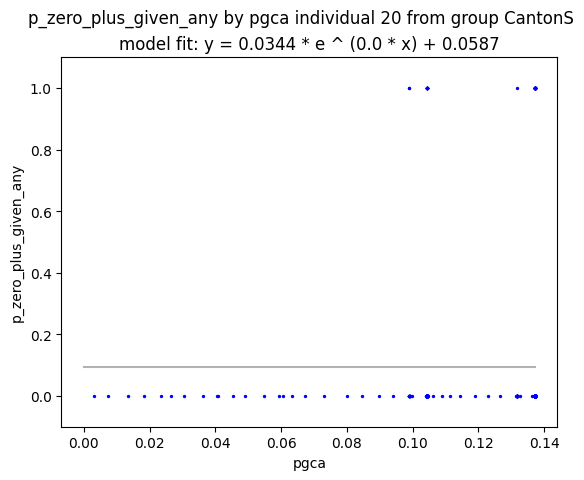 p_zero_plus_given_any by pgca individual 20 from group CantonS
model fit: y = 0.0344 * e ^ (0.0 * x) + 0.0587
1.0
0.8
0.6
0.4
0.2
0.0
p_zero_plus_given_any
0.00 0.02 0.04 0.06 0.08 0.10 0.12 0.14
pgca